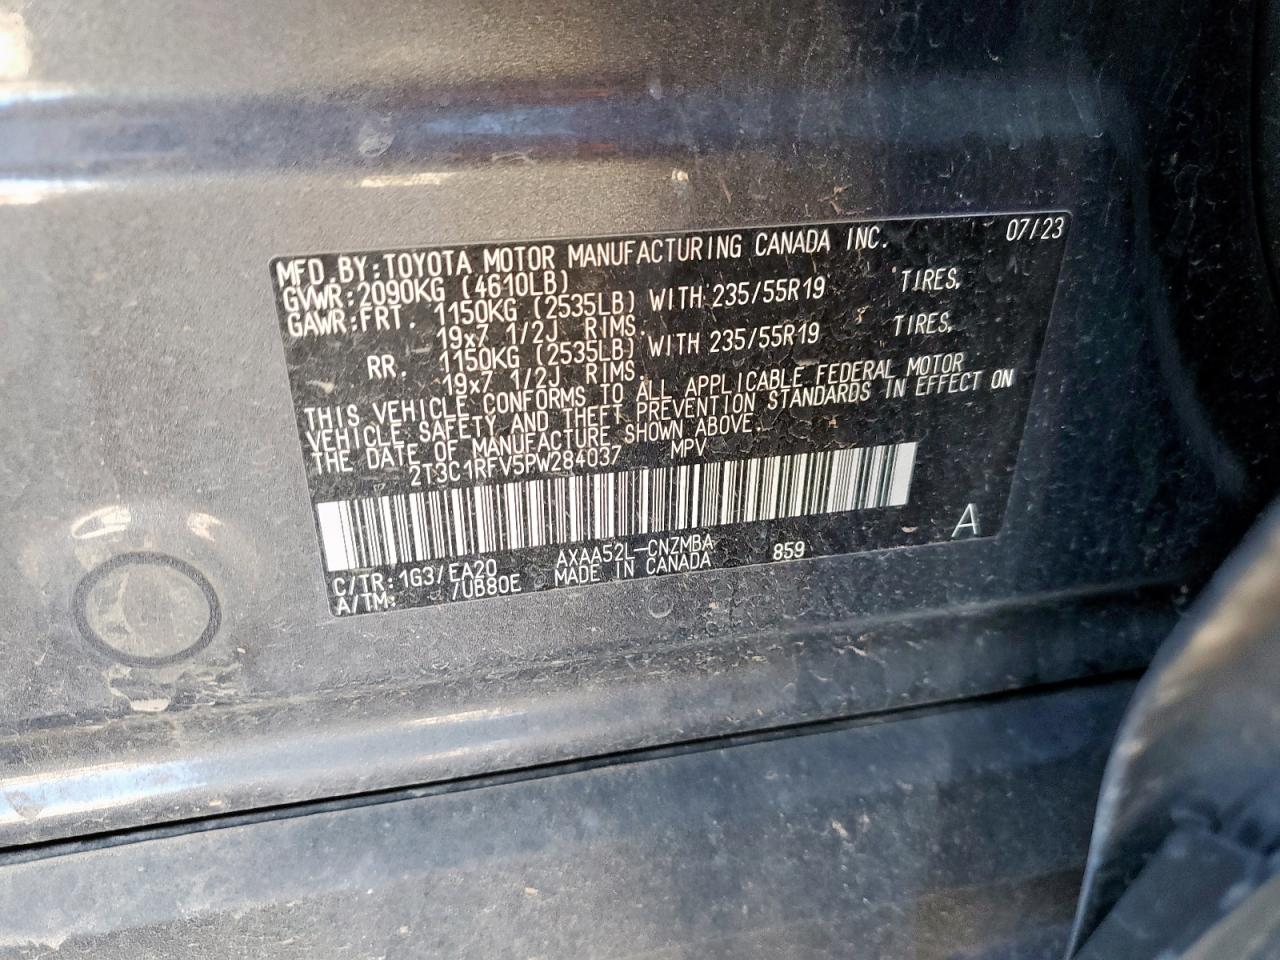 MFD.BY:TOYOTA MOTOR MANUFACTURING CANADA INC. 07/23
GVWR:2090KG (4610LB)
GAWR:FRT. 1150KG (2535LB) WITH 235/55R19 TIRES,
19x7 1/2J RIMS.
RR. 1150KG (2535LB) WITH 235/55R19 TIRES,
19x7 1/2J RIMS.
THIS VEHICLE CONFORMS TO ALL APPLICABLE FEDERAL MOTOR
VEHICLE SAFETY AND THEFT PREVENTION STANDARDS IN EFFECT ON
THE DATE OF MANUFACTURE SHOWN ABOVE.
2T3C1RFV5PW284037 MPV
A
C/TR:1G3/EA20 AXAA52L-CNZMBA 859
A/TM: /UB80E MADE IN CANADA